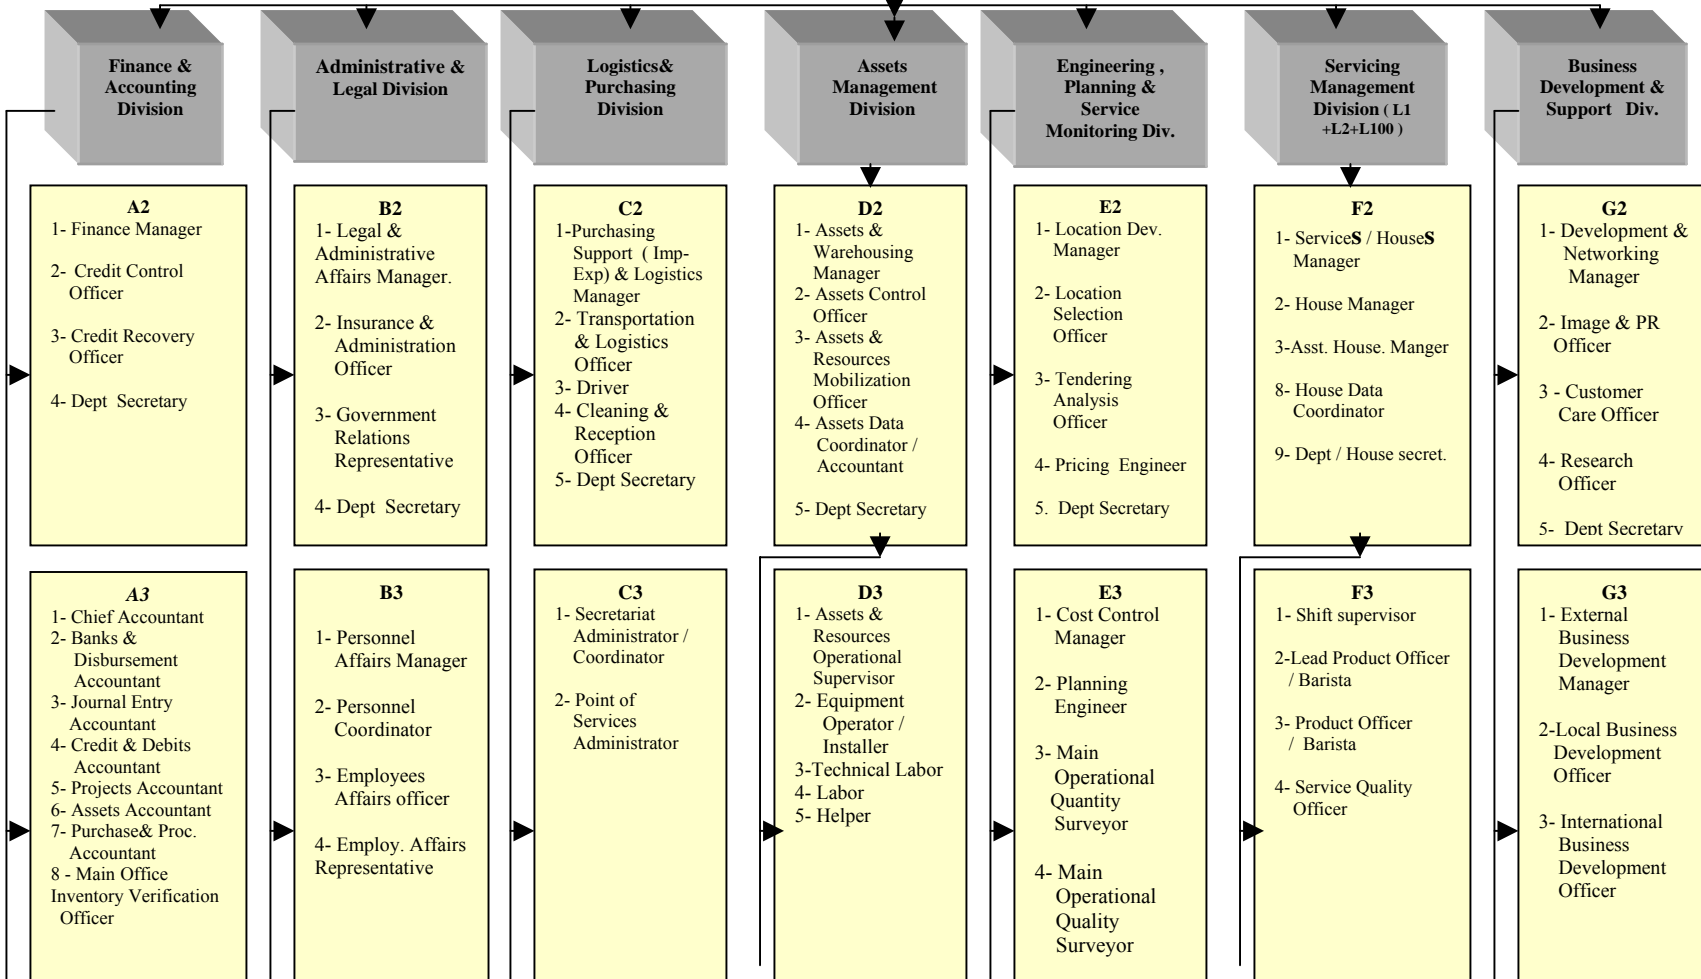 Finance &
Accounting
Division
Administrative &
Legal Division
Logistics&
Purchasing
Division
Assets
Management
Division
Engineering ,
Planning &
Service
Monitoring Div.
Servicing
Management
Division ( L1
+L2+L100 )
Business
Development &
Support Div.
A2
1- Finance Manager
2- Credit Control
Officer
3- Credit Recovery
Officer
4- Dept Secretary
B2
1- Legal &
Administrative
Affairs Manager.
2- Insurance &
Administration
Officer
3- Government
Relations
Representative
4- Dept Secretary
C2
1-Purchasing
Support ( Imp-
Exp) & Logistics
Manager
2- Transportation
& Logistics
Officer
3- Driver
4- Cleaning &
Reception
Officer
5- Dept Secretary
D2
1- Assets &
Warehousing
Manager
2- Assets Control
Officer
3- Assets &
Resources
Mobilization
Officer
4- Assets Data
Coordinator /
Accountant
5- Dept Secretary
E2
1- Location Dev.
Manager
2- Location
Selection
Officer
3- Tendering
Analysis
Officer
4- Pricing Engineer
5. Dept Secretary
F2
1- ServiceS / HouseS
Manager
2- House Manager
3-Asst. House. Manger
8- House Data
Coordinator
9- Dept / House secret.
G2
1- Development &
Networking
Manager
2- Image & PR
Officer
3 - Customer
Care Officer
4- Research
Officer
5- Dept Secretary
A3
1- Chief Accountant
2- Banks &
Disbursement
Accountant
3- Journal Entry
Accountant
4- Credit & Debits
Accountant
5- Projects Accountant
6- Assets Accountant
7- Purchase& Proc.
Accountant
8 - Main Office
Inventory Verification
Officer
B3
1- Personnel
Affairs Manager
2- Personnel
Coordinator
3- Employees
Affairs officer
4- Employ. Affairs
Representative
C3
1- Secretariat
Administrator /
Coordinator
2- Point of
Services
Administrator
D3
1- Assets &
Resources
Operational
Supervisor
2- Equipment
Operator /
Installer
3-Technical Labor
4- Labor
5- Helper
E3
1- Cost Control
Manager
2- Planning
Engineer
3- Main
Operational
Quantity
Surveyor
4- Main
Operational
Quality
Surveyor
F3
1- Shift supervisor
2-Lead Product Officer
/ Barista
3- Product Officer
/ Barista
4- Service Quality
Officer
G3
1- External
Business
Development
Manager
2-Local Business
Development
Officer
3- International
Business
Development
Officer